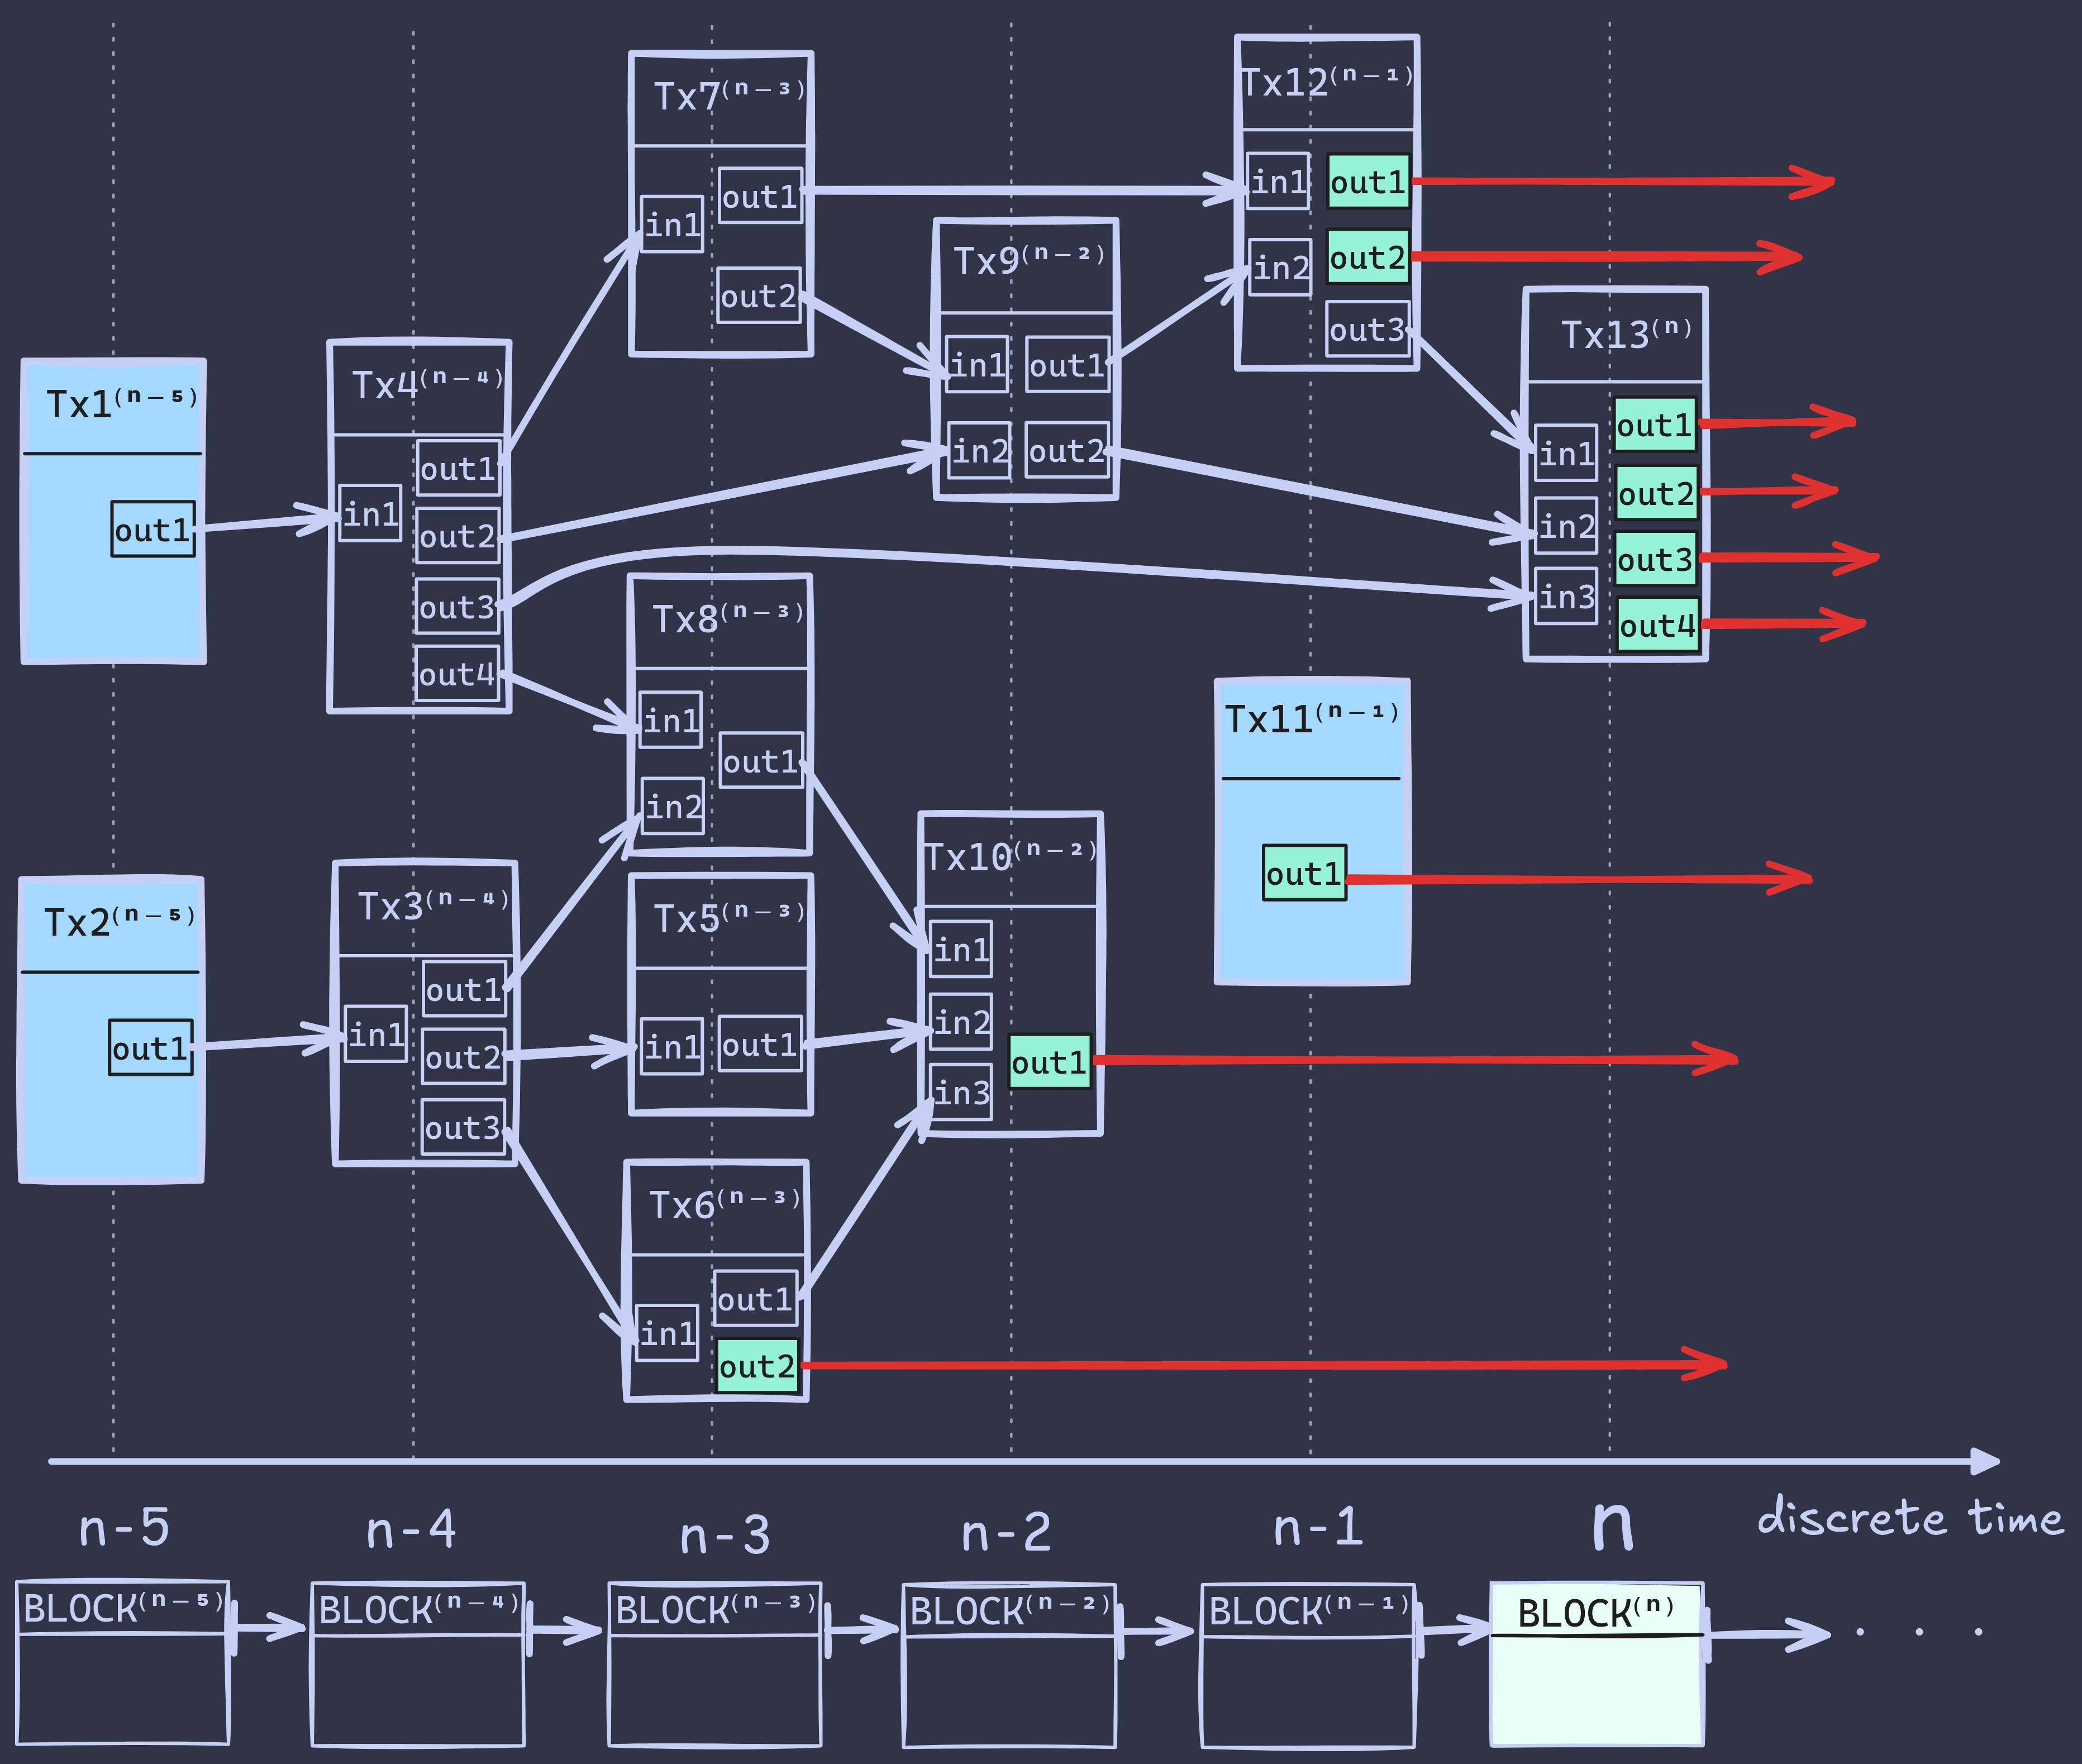 Tx7⁽ⁿ⁻³⁾
in1
out1
out2
Tx12⁽ⁿ⁻¹⁾
in1
out1
in2
out2
out3
Tx9⁽ⁿ⁻²⁾
in1
out1
in2
out2
Tx13⁽ⁿ⁾
in1
out1
out2
in2
out3
in3
out4
Tx1⁽ⁿ⁻⁵⁾
out1
Tx4⁽ⁿ⁻⁴⁾
in1
out1
out2
out3
out4
Tx8⁽ⁿ⁻³⁾
in1
out1
in2
Tx11⁽ⁿ⁻¹⁾
out1
Tx2⁽ⁿ⁻⁵⁾
out1
Tx3⁽ⁿ⁻⁴⁾
in1
out1
out2
out3
Tx5⁽ⁿ⁻³⁾
in1
out1
Tx10⁽ⁿ⁻²⁾
in1
in2
out1
in3
Tx6⁽ⁿ⁻³⁾
in1
out1
out2
n-5
n-4
n-3
n-2
n-1
n
discrete time
BLOCK⁽ⁿ⁻⁵⁾
BLOCK⁽ⁿ⁻⁴⁾
BLOCK⁽ⁿ⁻³⁾
BLOCK⁽ⁿ⁻²⁾
BLOCK⁽ⁿ⁻¹⁾
BLOCK⁽ⁿ⁾
. . .